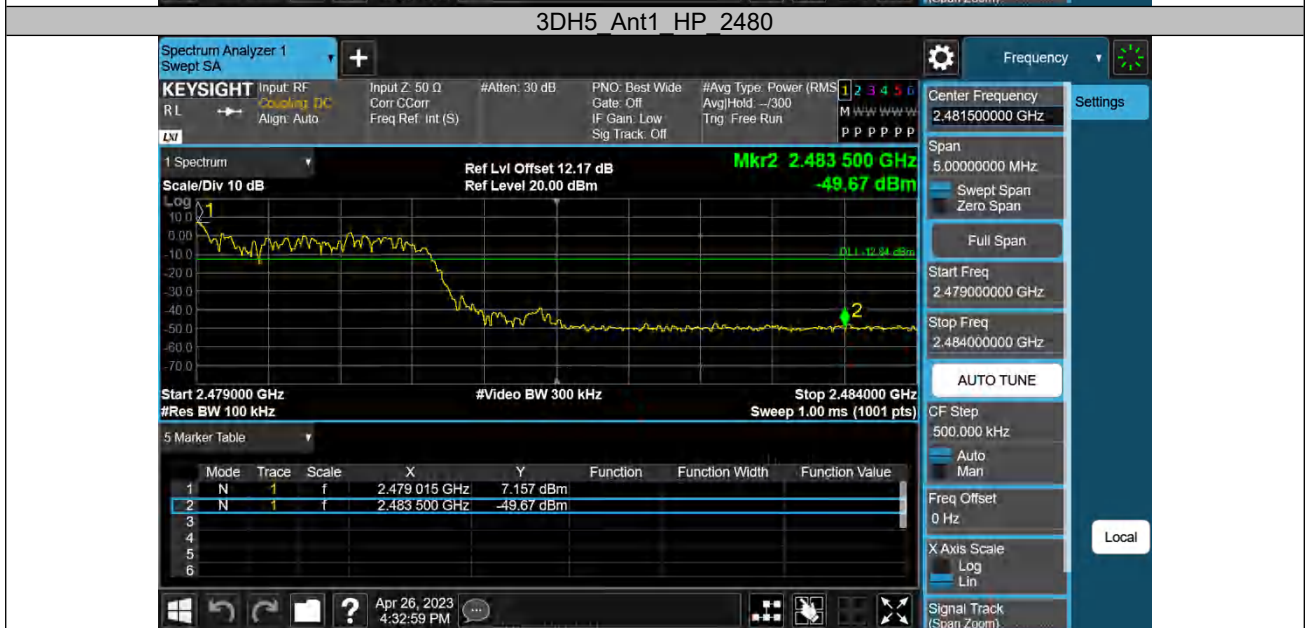 (Span Zoom)
3DH5_Ant1_HP_2480
Spectrum Analyzer 1
Swept SA
Frequency
KEYSIGHT Input: RF Input Z: 50 Ω #Atten: 30 dB PNO: Best Wide #Avg Type: Power (RMS 1 2 3 4 5 6
RL Coupling: DC Corr CCorr Gate: Off Avg|Hold: --/300 M W W W W W
Align: Auto Freq Ref: Int (S) IF Gain: Low Trig: Free Run
LXI Sig Track: Off P P P P P P
Center Frequency
2.481500000 GHz
Settings
Span
5.00000000 MHz
Swept Span
Zero Span
Full Span
Start Freq
2.479000000 GHz
Stop Freq
2.484000000 GHz
AUTO TUNE
CF Step
500.000 kHz
Auto
Man
Freq Offset
0 Hz
X Axis Scale
Log
Lin
Signal Track
(Span Zoom)
Local
1 Spectrum
Ref Lvl Offset 12.17 dB
Mkr2 2.483 500 GHz
Scale/Div 10 dB
Ref Level 20.00 dBm
-49.67 dBm
Log
1
10.0
0.00
-10.0
DL1 -12.84 dBm
-20.0
-30.0
-40.0
2
-50.0
-60.0
-70.0
Start 2.479000 GHz #Video BW 300 kHz Stop 2.484000 GHz
#Res BW 100 kHz Sweep 1.00 ms (1001 pts)
5 Marker Table
Mode Trace Scale X Y Function Function Width Function Value
1 N 1 f 2.479 015 GHz 7.157 dBm
2 N 1 f 2.483 500 GHz -49.67 dBm
3
4
5
6
Apr 26, 2023
4:32:59 PM